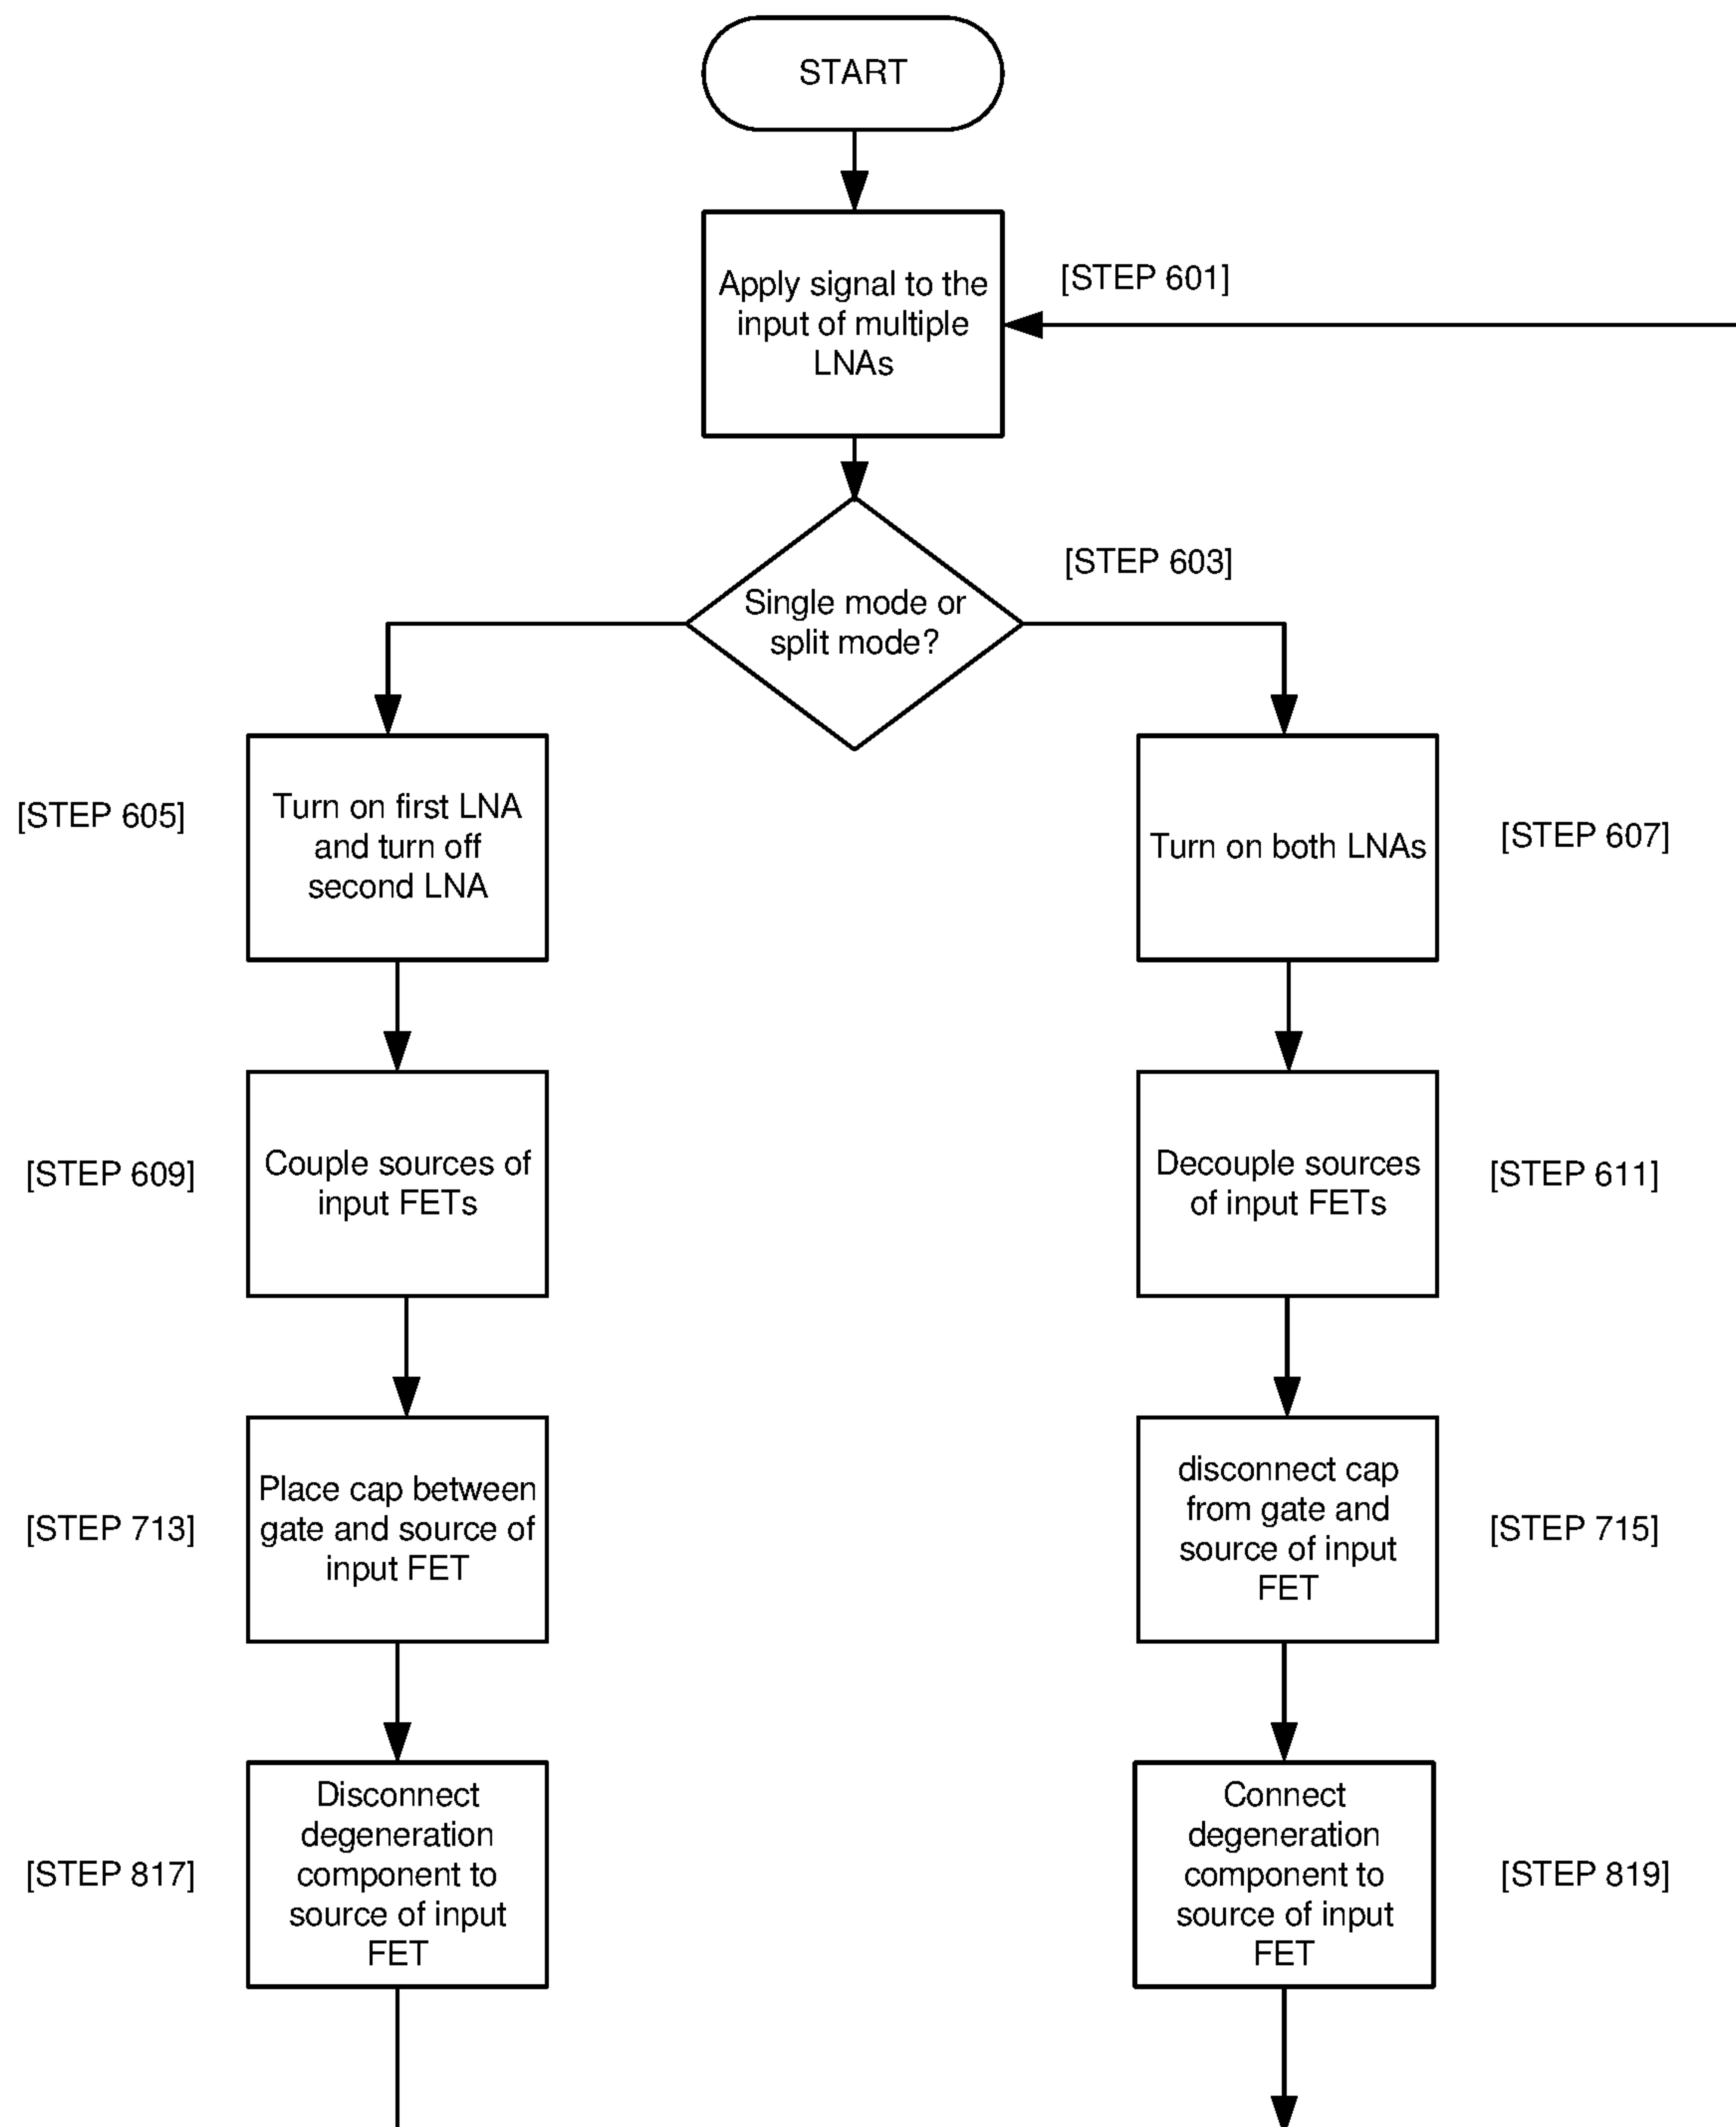 START
Apply signal to the
input of multiple
LNAs
[STEP 601]
Single mode or
split mode?
[STEP 603]
[STEP 605]
Turn on first LNA
and turn off
second LNA
Turn on both LNAs
[STEP 607]
[STEP 609]
Couple sources of
input FETs
Decouple sources
of input FETs
[STEP 611]
[STEP 713]
Place cap between
gate and source of
input FET
disconnect cap
from gate and
source of input
FET
[STEP 715]
[STEP 817]
Disconnect
degeneration
component to
source of input
FET
Connect
degeneration
component to
source of input
FET
[STEP 819]